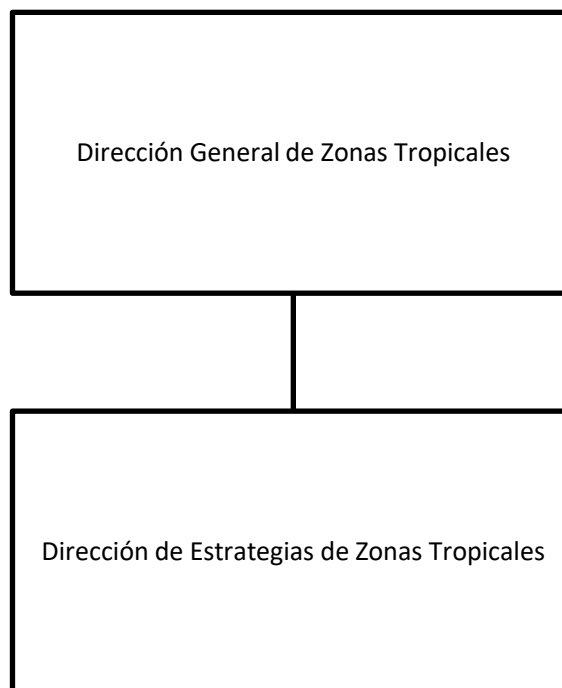 Dirección General de Zonas Tropicales
Dirección de Estrategias de Zonas Tropicales